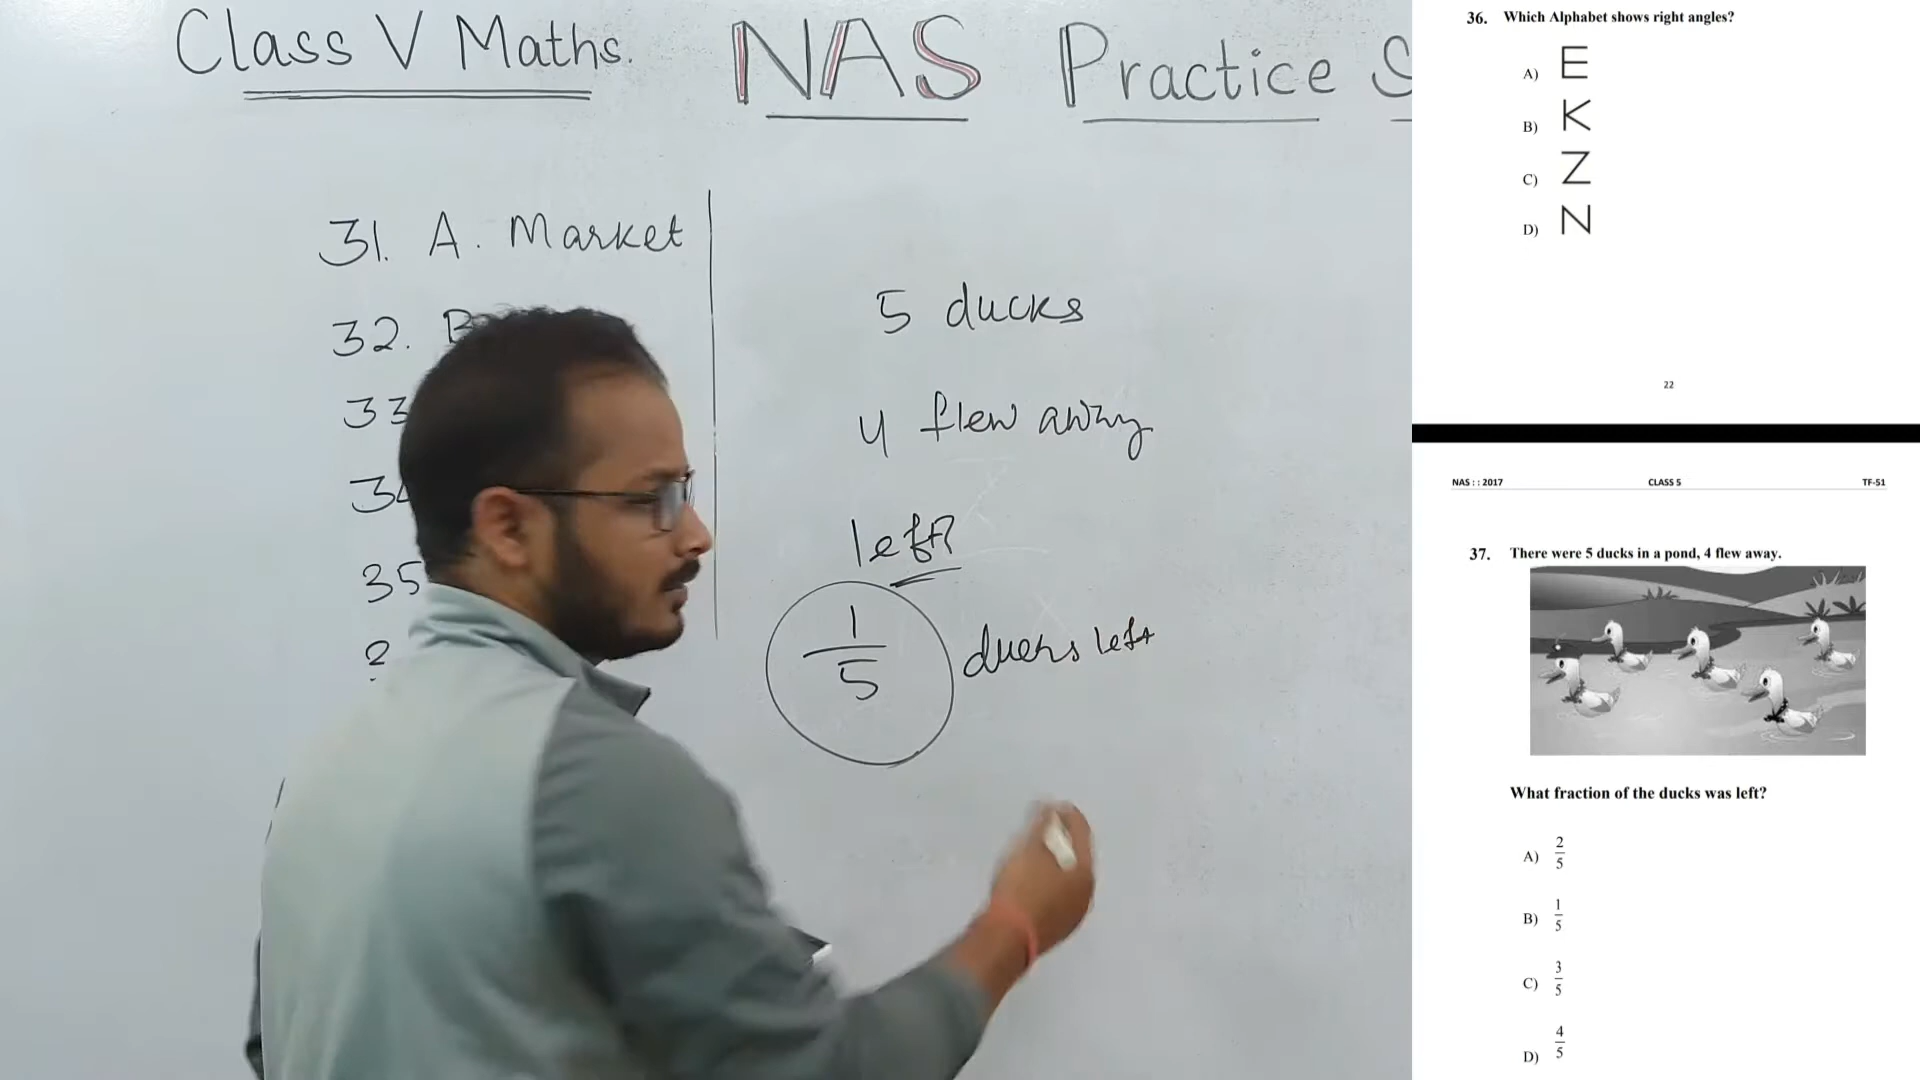 Class V Maths. NAS Practice S
31. A. Market
32. B
33
34
35
5 ducks
4 flew away
left?
1
5
ducks left
36. Which Alphabet shows right angles?
A) E
B) K
C) Z
D) N
22
NAS : : 2017 CLASS 5 TF-51
37. There were 5 ducks in a pond, 4 flew away.
What fraction of the ducks was left?
A) 2/5
B) 1/5
C) 3/5
D) 4/5